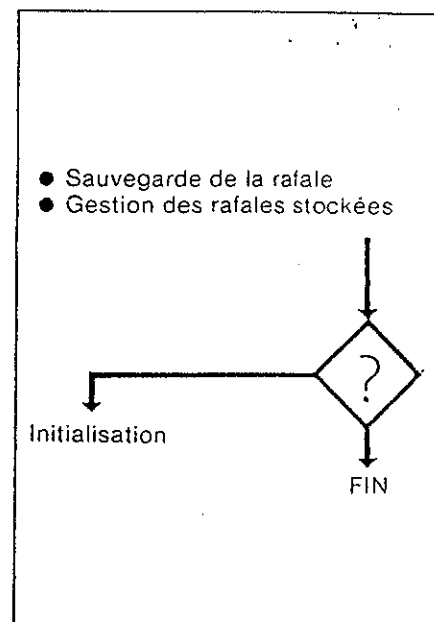 ● Sauvegarde de la rafale
● Gestion des rafales stockées
?
Initialisation
FIN